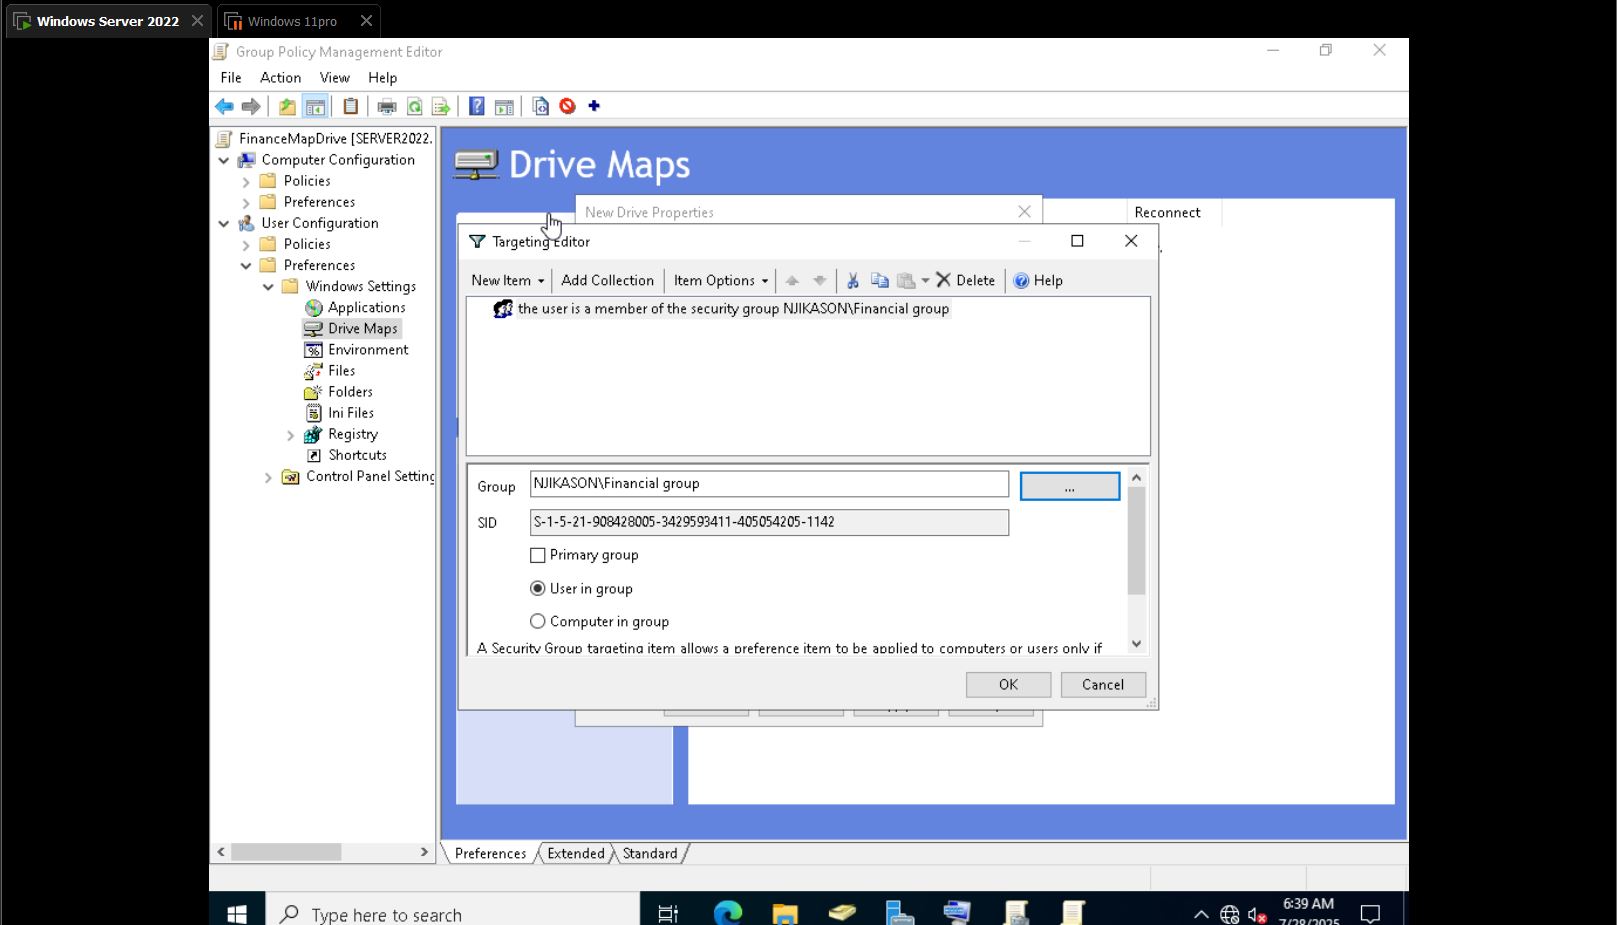 Windows Server 2022
Windows 11pro
Group Policy Management Editor
File Action View Help
FinanceMapDrive [SERVER2022.
Computer Configuration
Policies
Preferences
User Configuration
Policies
Preferences
Windows Settings
Applications
Drive Maps
Environment
Files
Folders
Ini Files
Registry
Shortcuts
Control Panel Setting
Drive Maps
New Drive Properties
Reconnect
Targeting Editor
New Item Add Collection Item Options Delete Help
the user is a member of the security group NJIKASON\Financial group
Group NJIKASON\Financial group ...
SID S-1-5-21-908428005-3429593411-405054205-1142
Primary group
User in group
Computer in group
A Security Group targeting item allows a preference item to be applied to computers or users only if
OK Cancel
Preferences Extended Standard
Type here to search
6:39 AM
7/28/2025